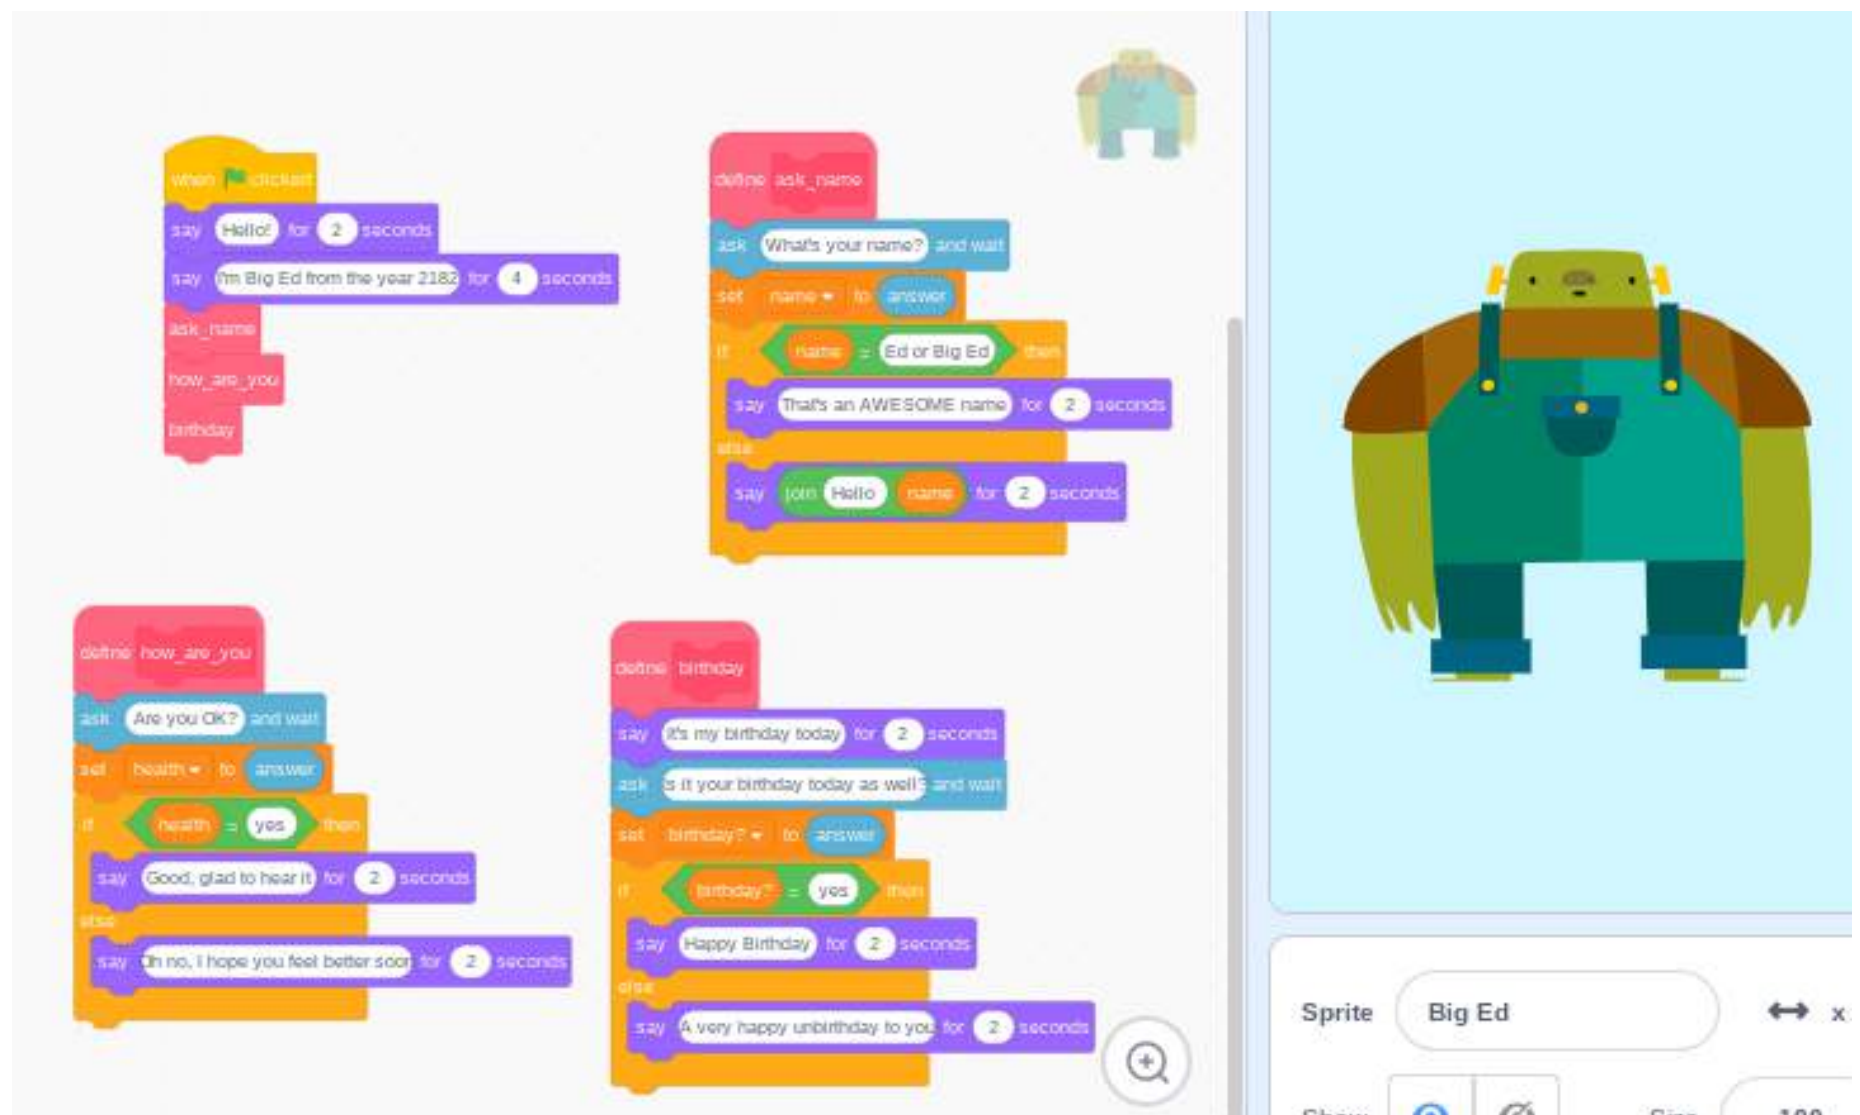 when clicked
say Hello! for 2 seconds
say I'm Big Ed from the year 2182 for 4 seconds
ask_name
how_are_you
birthday
define ask_name
ask What's your name? and wait
set name to answer
if name = Ed or Big Ed then
say That's an AWESOME name for 2 seconds
else
say join Hello name for 2 seconds
define how_are_you
ask Are you OK? and wait
set health to answer
if health = yes then
say Good, glad to hear it for 2 seconds
else
say Oh no, I hope you feel better soon for 2 seconds
define birthday
say It's my birthday today for 2 seconds
ask Is it your birthday today as well? and wait
set birthday? to answer
if birthday? = yes then
say Happy Birthday for 2 seconds
else
say A very happy unbirthday to you for 2 seconds
Sprite Big Ed x
Show Size 100